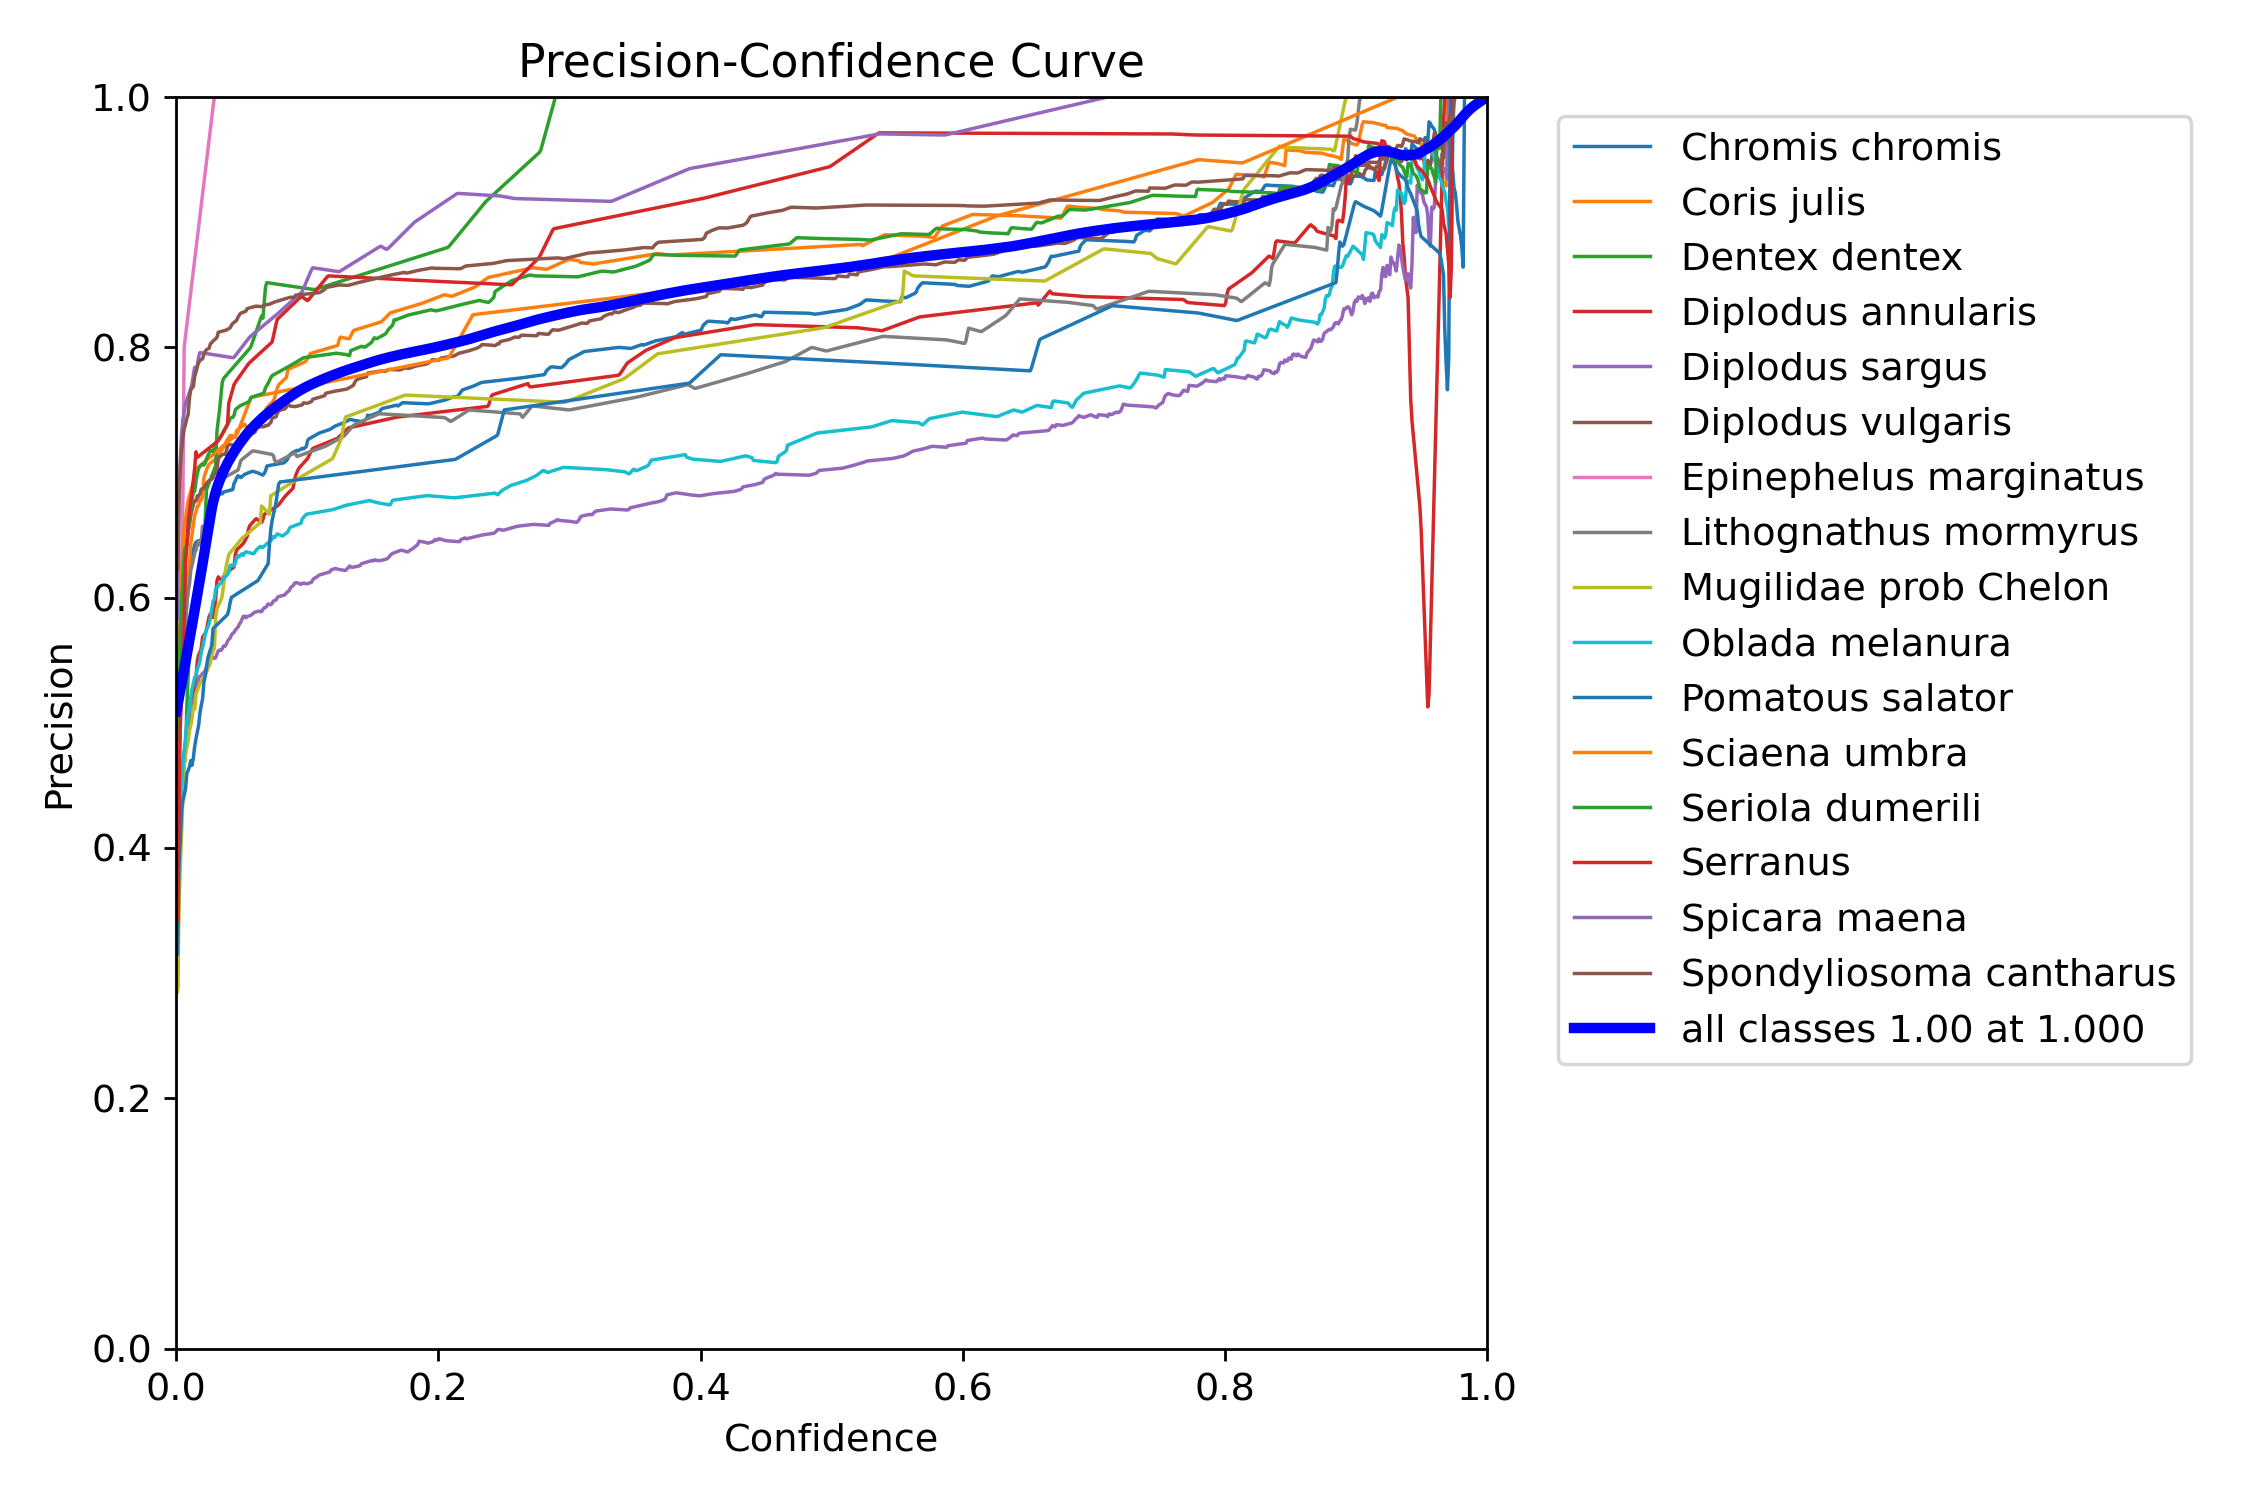 Precision-Confidence Curve
1.0
0.8
0.6
0.4
0.2
0.0
Precision
0.0 0.2 0.4 0.6 0.8 1.0
Confidence
Chromis chromis
Coris julis
Dentex dentex
Diplodus annularis
Diplodus sargus
Diplodus vulgaris
Epinephelus marginatus
Lithognathus mormyrus
Mugilidae prob Chelon
Oblada melanura
Pomatous salator
Sciaena umbra
Seriola dumerili
Serranus
Spicara maena
Spondyliosoma cantharus
all classes 1.00 at 1.000